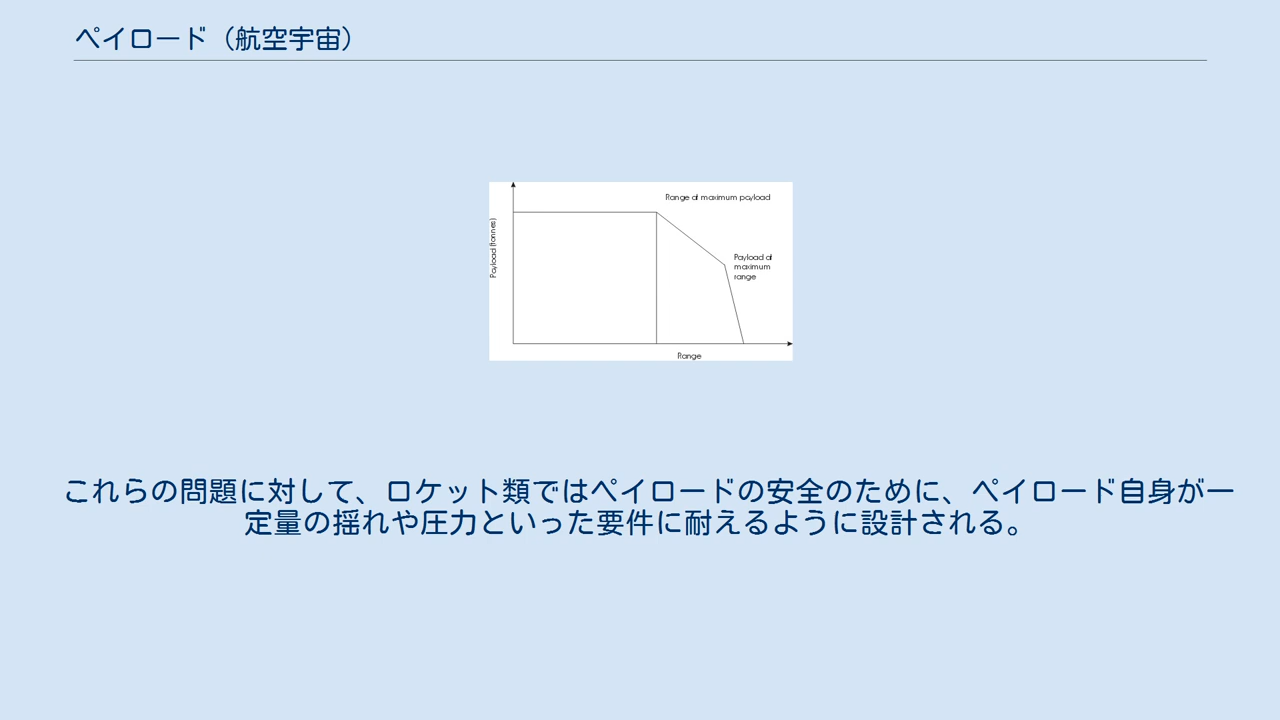 ペイロード（航空宇宙）
Range at maximum payload
Payload (tonnes)
Payload at
maximum
range
Range
これらの問題に対して、ロケット類ではペイロードの安全のために、ペイロード自身が一
定量の揺れや圧力といった要件に耐えるように設計される。